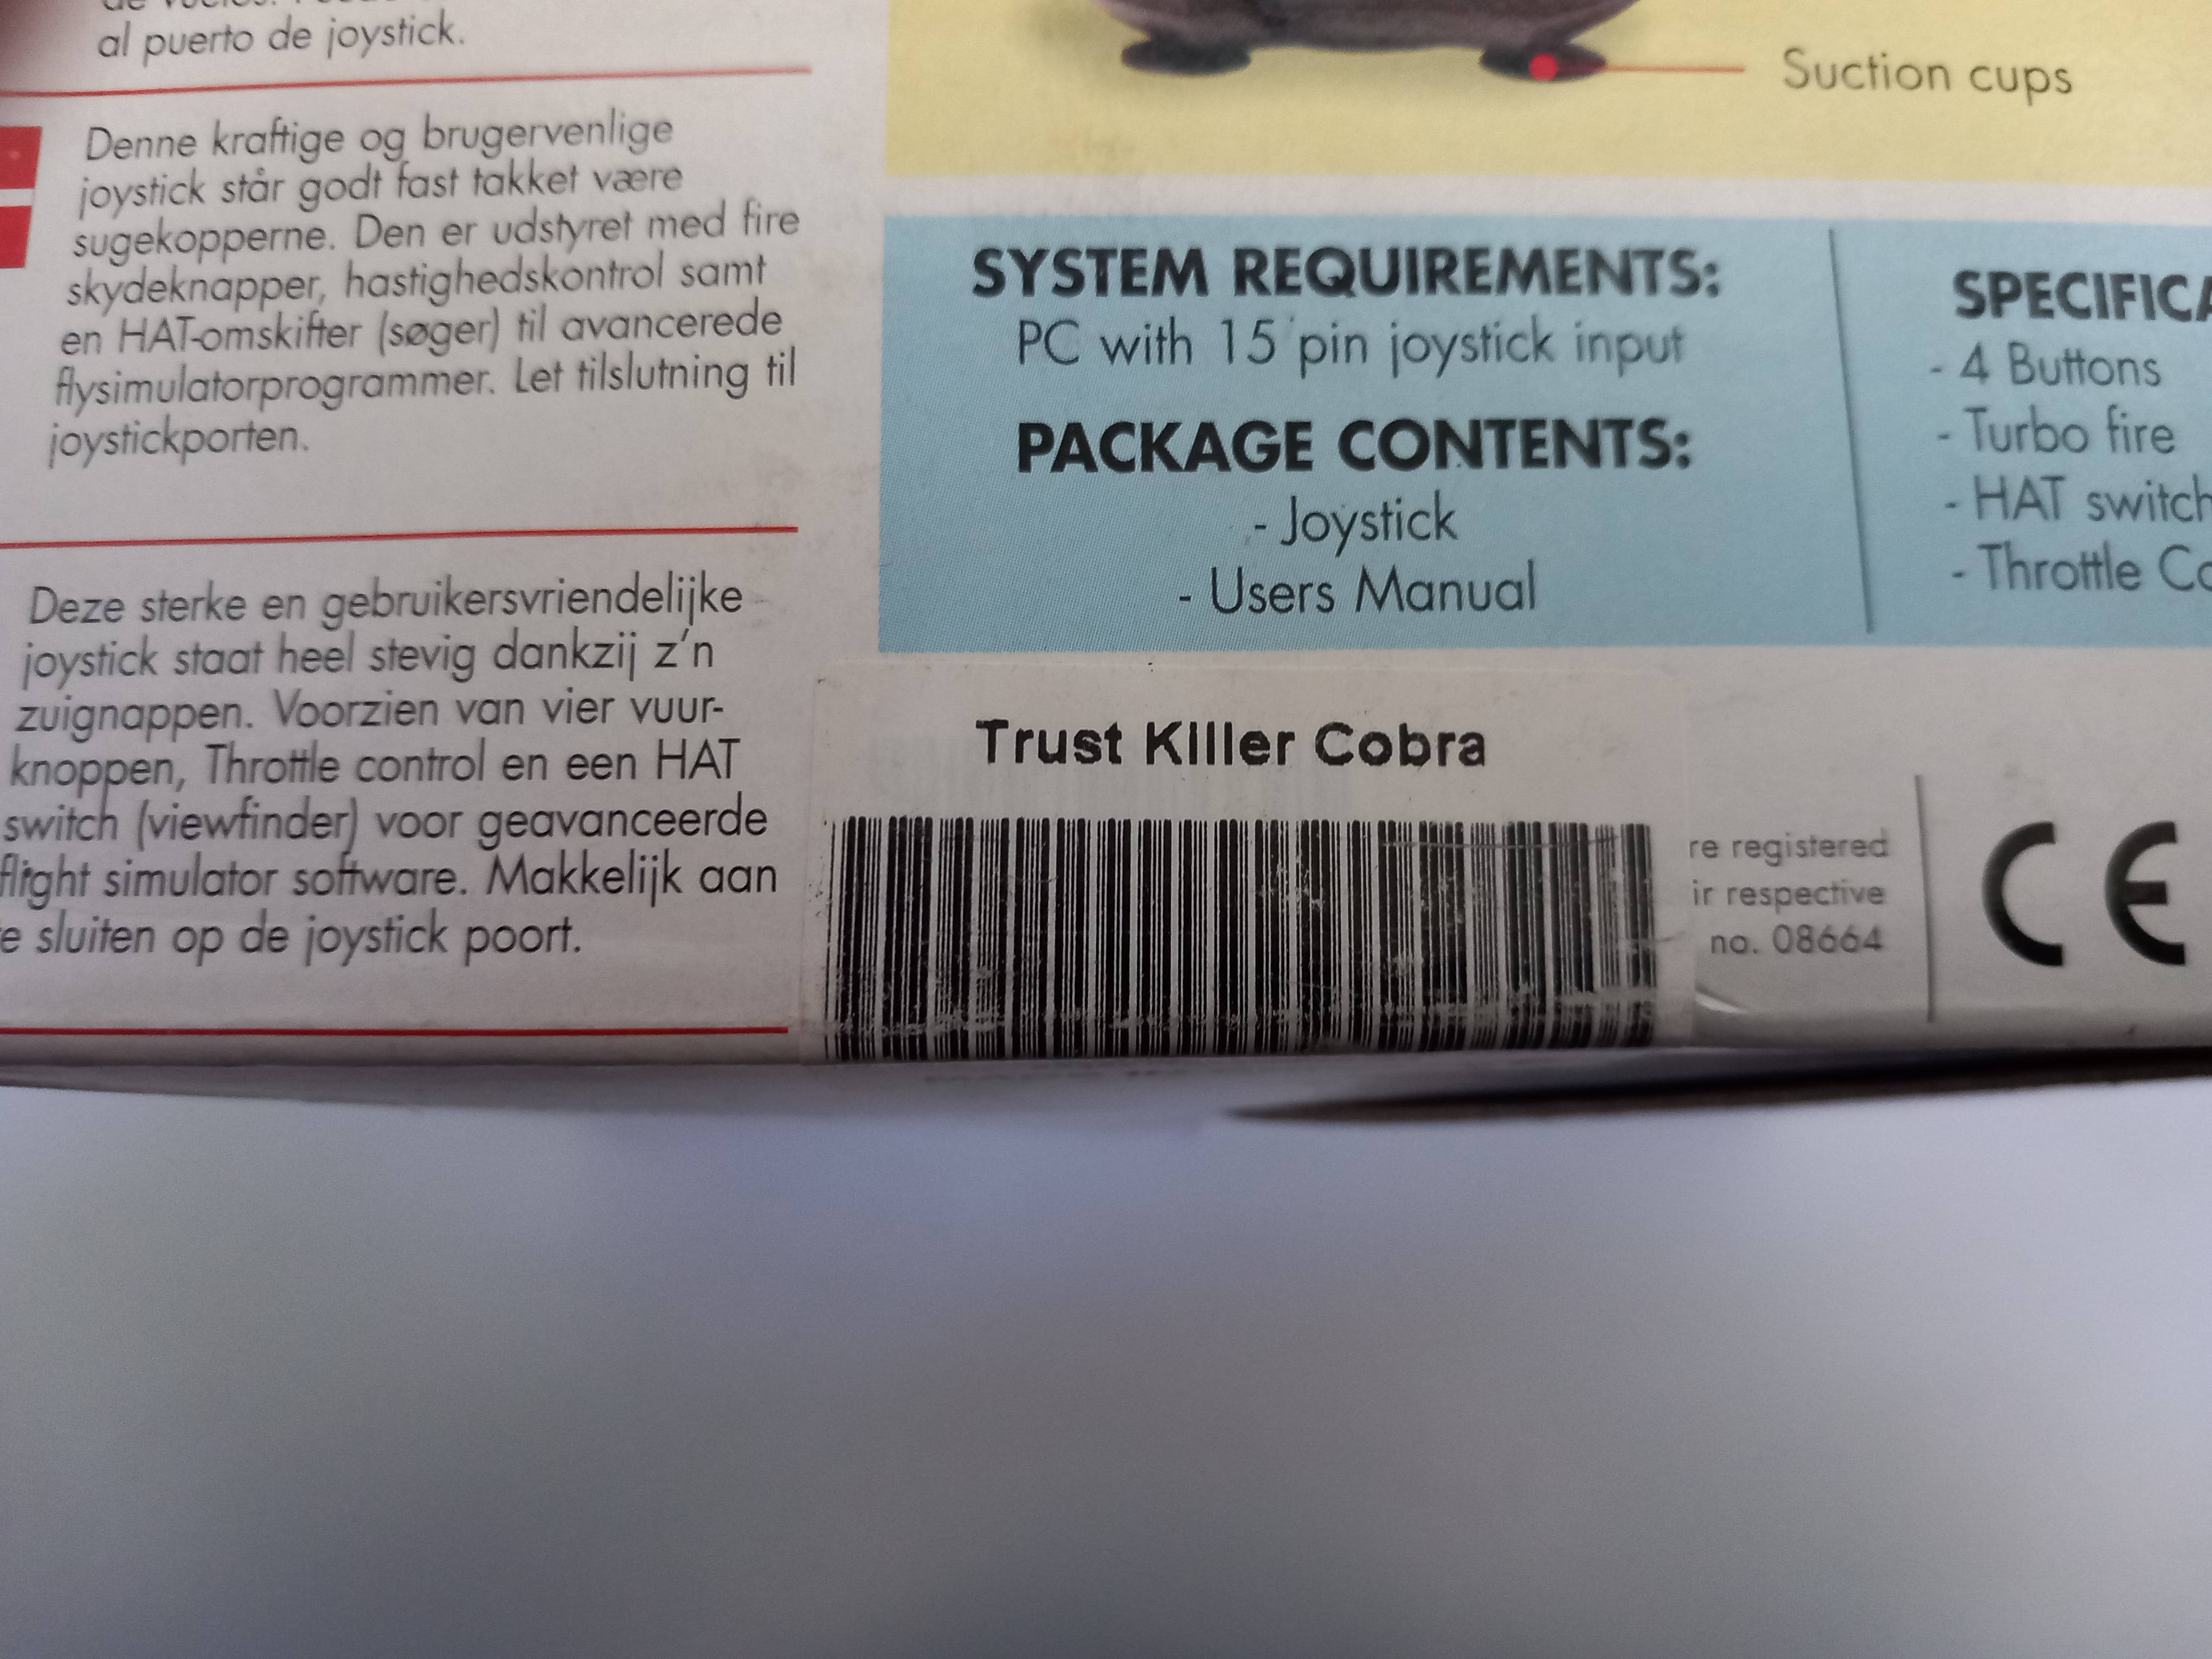 al puerto de joystick.
Denne kraftige og brugervenlige
joystick står godt fast takket være
sugekopperne. Den er udstyret med fire
skydeknapper, hastighedskontrol samt
en HAT-omskifter (søger) til avancerede
flysimulatorprogrammer. Let tilslutning til
joystickporten.
Deze sterke en gebruikersvriendelijke
joystick staat heel stevig dankzij z'n
zuignappen. Voorzien van vier vuur-
knoppen, Throttle control en een HAT
switch (viewfinder) voor geavanceerde
flight simulator software. Makkelijk aan
e sluiten op de joystick poort.
Suction cups
SYSTEM REQUIREMENTS:
PC with 15 pin joystick input
PACKAGE CONTENTS:
- Joystick
- Users Manual
SPECIFICA
- 4 Buttons
- Turbo fire
- HAT switch
- Throttle Co
Trust Killer Cobra
re registered
ir respective
no. 08664
CE